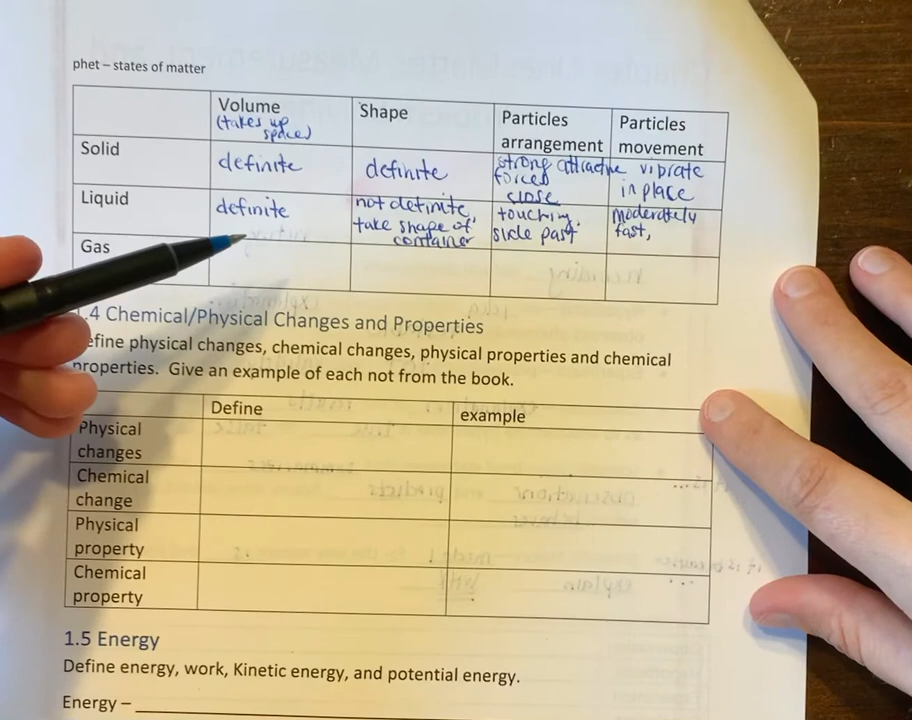 phet – states of matter
Volume Shape Particles Particles
(takes up arrangement movement
space)
Solid definite definite strong attractive vibrate
forces in place
close
Liquid definite not definite, touching. Moderately
take shape of slide past fast,
container
Gas
1.4 Chemical/Physical Changes and Properties
efine physical changes, chemical changes, physical properties and chemical
properties. Give an example of each not from the book.
Define example
Physical
changes
Chemical
change
Physical
property
Chemical
property
1.5 Energy
Define energy, work, Kinetic energy, and potential energy.
Energy –